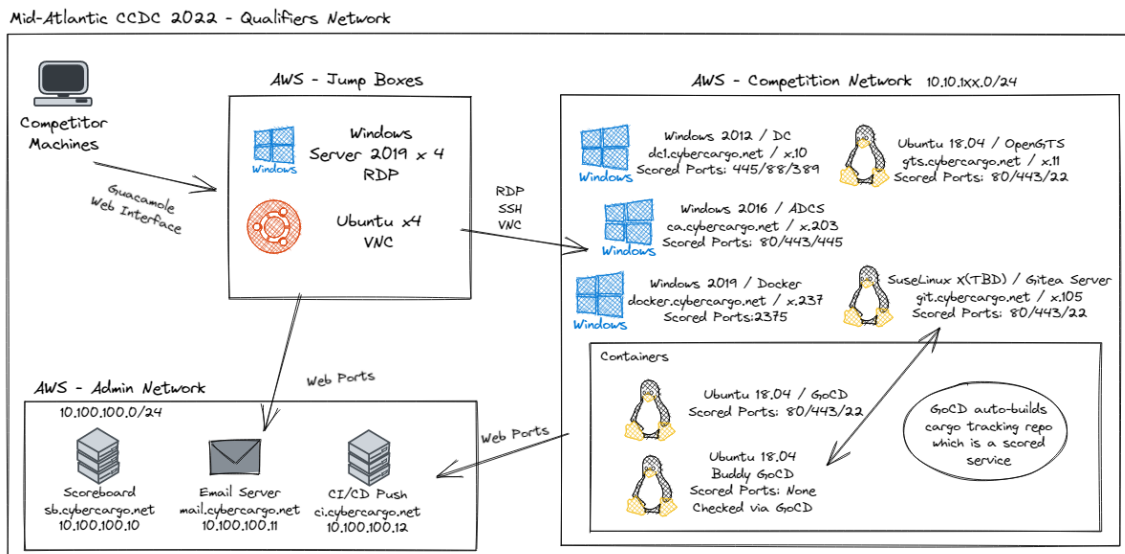 Mid-Atlantic CCDC 2022 - Qualifiers Network
Competitor
Machines
Guacamole
Web Interface
AWS - Jump Boxes
Windows
Windows
Server 2019 x 4
RDP
Ubuntu x4
VNC
RDP
SSH
VNC
Web Ports
AWS - Competition Network 10.10.1xx.0/24
Windows
Windows 2012 / DC
dc1.cybercargo.net / x.10
Scored Ports: 445/88/389
Ubuntu 18.04 / OpenGTS
gts.cybercargo.net / x.11
Scored Ports: 80/443/22
Windows
Windows 2016 / ADCS
ca.cybercargo.net / x.203
Scored Ports: 80/443/445
Windows
Windows 2019 / Docker
docker.cybercargo.net / x.237
Scored Ports:2375
SuseLinux X(TBD) / Gitea Server
git.cybercargo.net / x.105
Scored Ports: 80/443/22
Containers
Ubuntu 18.04 / GoCD
Scored Ports: 80/443/22
Ubuntu 18.04
Buddy GoCD
Scored Ports: None
Checked via GoCD
GoCD auto-builds
cargo tracking repo
which is a scored
service
Web Ports
AWS - Admin Network
10.100.100.0/24
Scoreboard
sb.cybercargo.net
10.100.100.10
Email Server
mail.cybercargo.net
10.100.100.11
CI/CD Push
ci.cybercargo.net
10.100.100.12